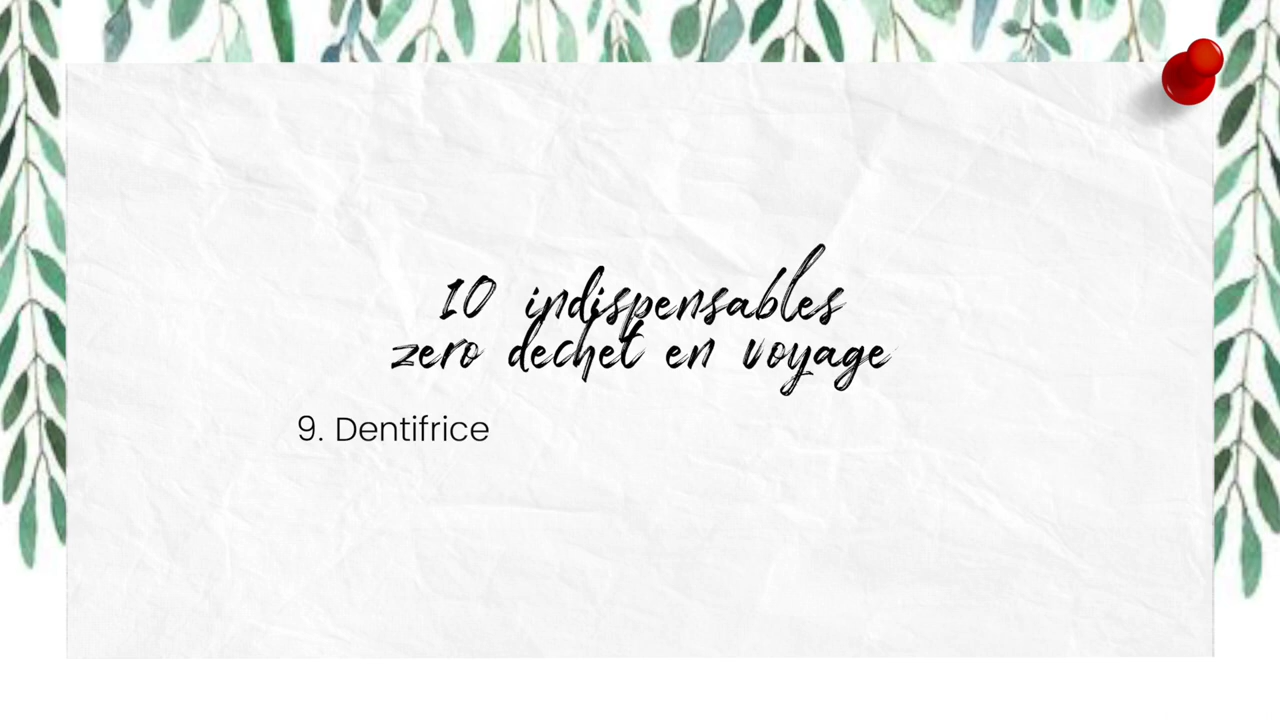 10 indispensables
zero dechet en voyage
9. Dentifrice